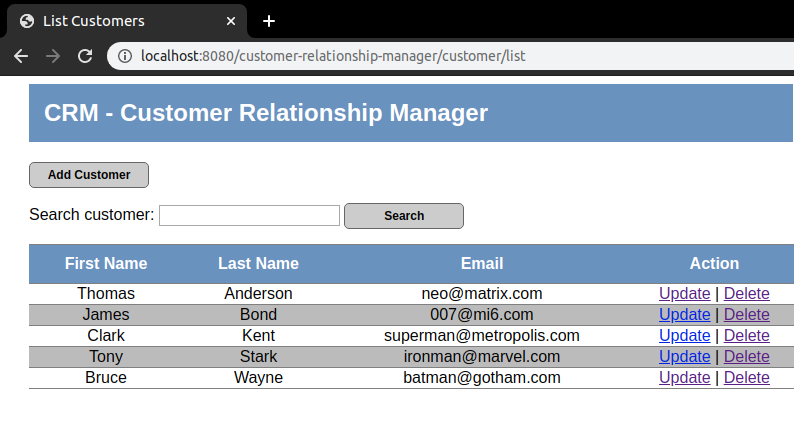 List Customers
localhost:8080/customer-relationship-manager/customer/list
CRM - Customer Relationship Manager
Add Customer
Search customer: Search
First Name Last Name Email Action
Thomas Anderson neo@matrix.com Update | Delete
James Bond 007@mi6.com Update | Delete
Clark Kent superman@metropolis.com Update | Delete
Tony Stark ironman@marvel.com Update | Delete
Bruce Wayne batman@gotham.com Update | Delete